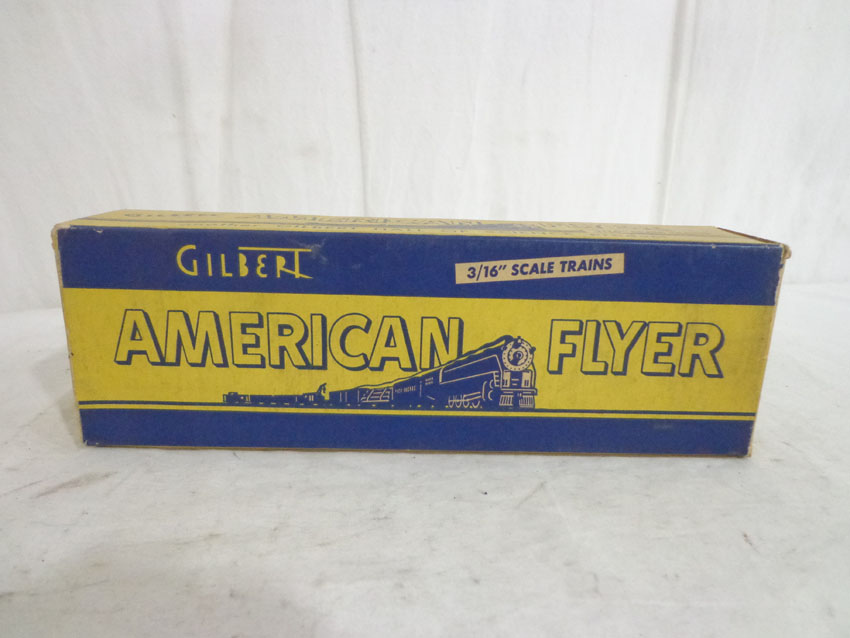 GILBERT
3/16" SCALE TRAINS
AMERICAN FLYER